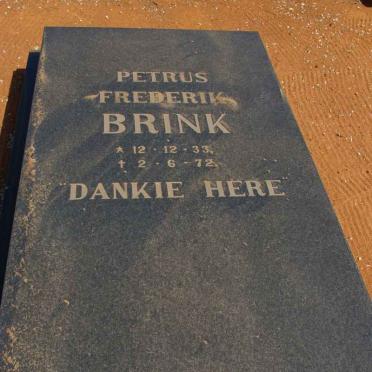 PETRUS
FREDERIK
BRINK
* 12 · 12 · 33,
† 2 · 6 · 72,
"DANKIE HERE"